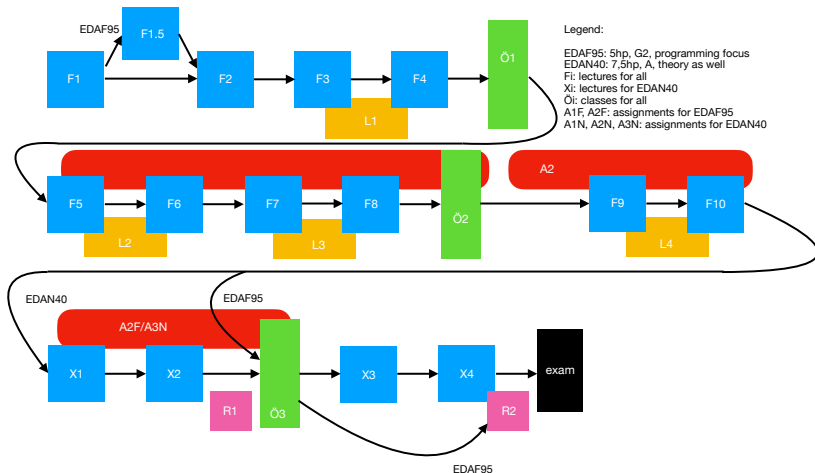 EDAF95
F1.5
F1
F2
F3
F4
Ö1
L1
Legend:
EDAF95: 5hp, G2, programming focus
EDAN40: 7,5hp, A, theory as well
Fi: lectures for all
Xi: lectures for EDAN40
Öi: classes for all
A1F, A2F: assignments for EDAF95
A1N, A2N, A3N: assignments for EDAN40
A2
F5
F6
F7
F8
Ö2
F9
F10
L2
L3
L4
EDAN40
EDAF95
A2F/A3N
X1
X2
Ö3
X3
X4
exam
R1
R2
EDAF95